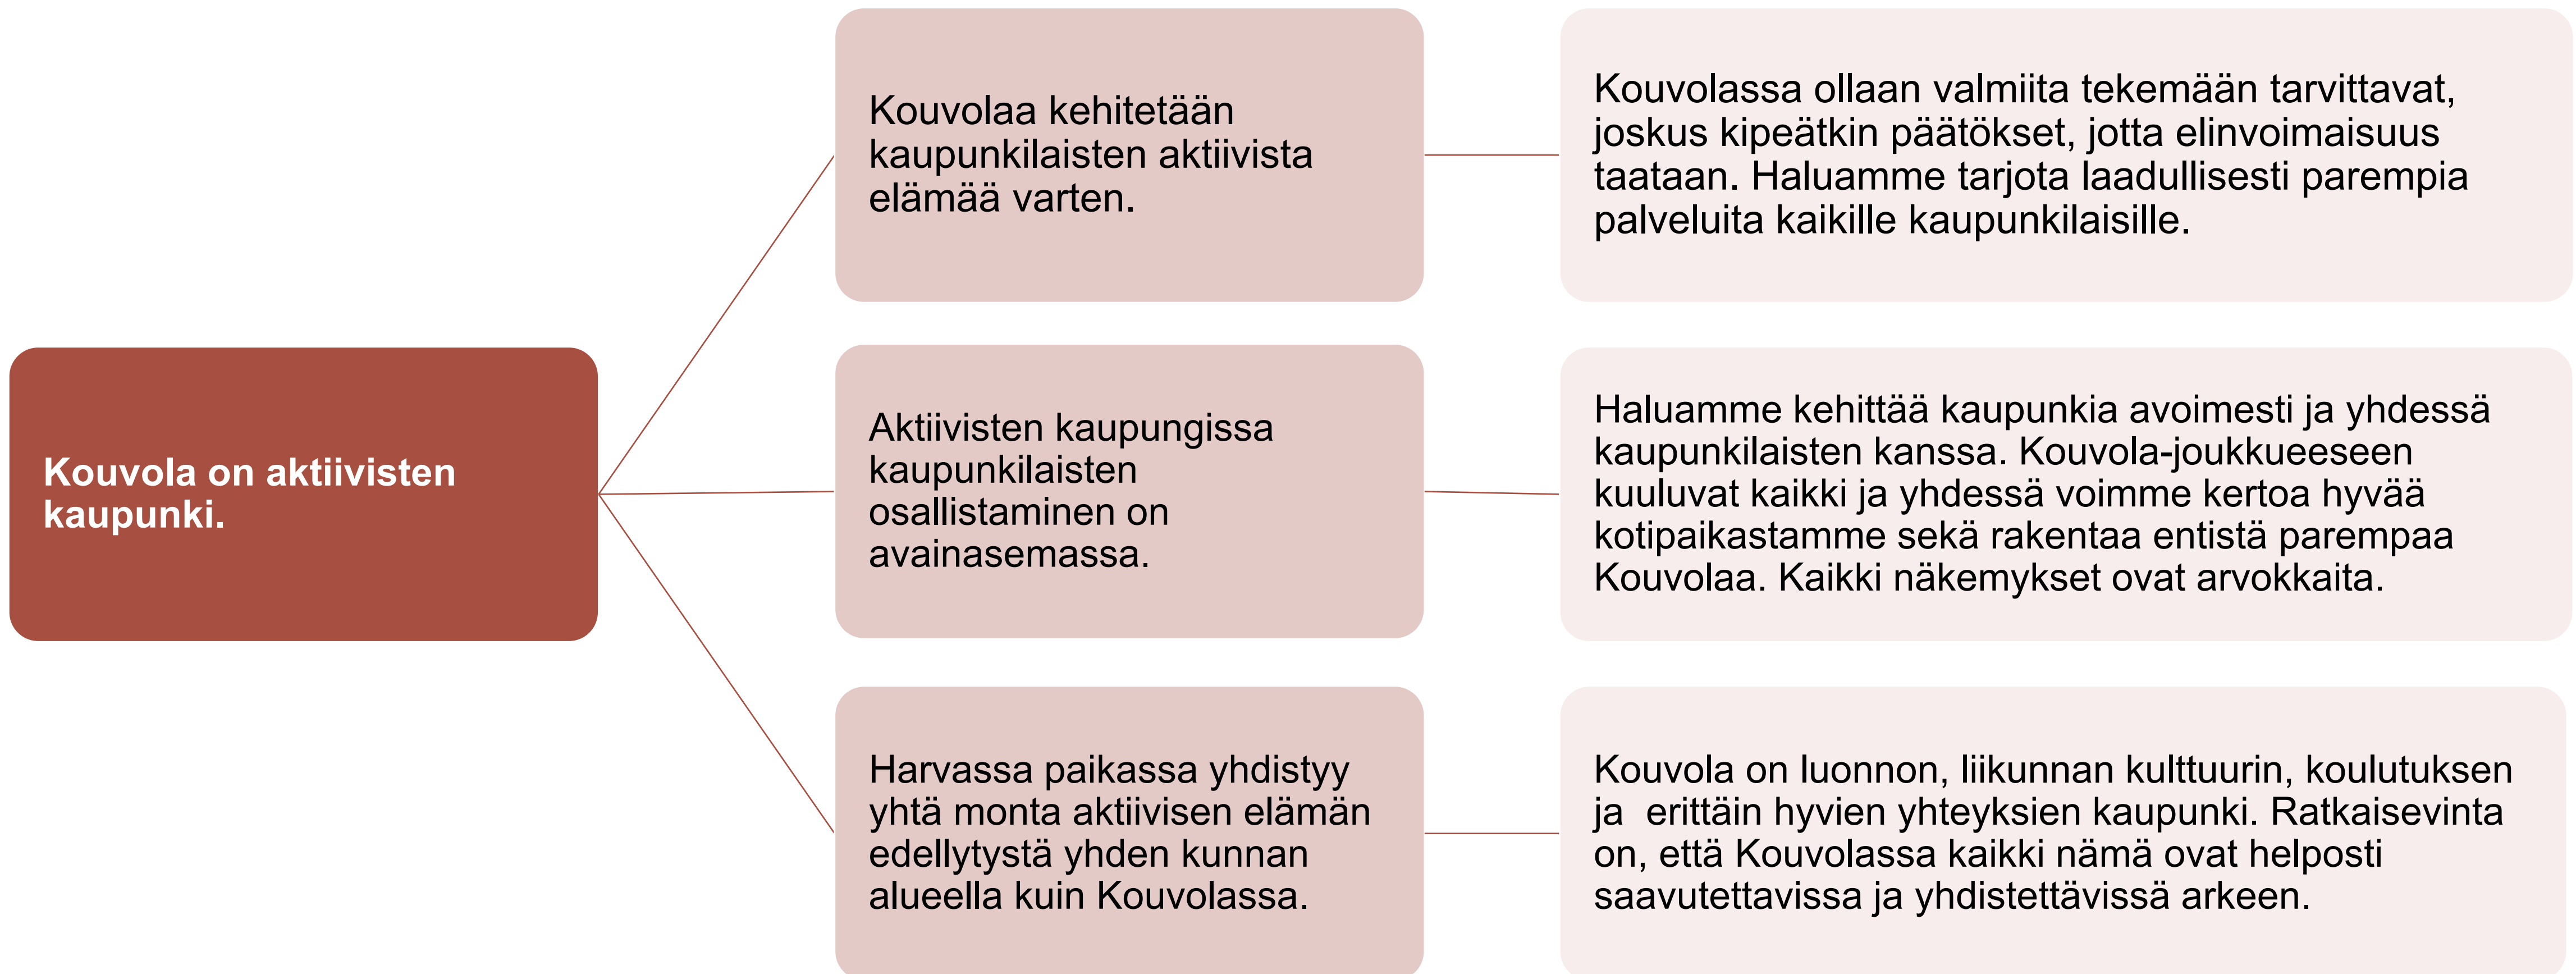 Kouvola on aktiivisten
kaupunki.
Kouvolaa kehitetään
kaupunkilaisten aktiivista
elämää varten.
Kouvolassa ollaan valmiita tekemään tarvittavat,
joskus kipeätkin päätökset, jotta elinvoimaisuus
taataan. Haluamme tarjota laadullisesti parempia
palveluita kaikille kaupunkilaisille.
Aktiivisten kaupungissa
kaupunkilaisten
osallistaminen on
avainasemassa.
Haluamme kehittää kaupunkia avoimesti ja yhdessä
kaupunkilaisten kanssa. Kouvola-joukkueeseen
kuuluvat kaikki ja yhdessä voimme kertoa hyvää
kotipaikastamme sekä rakentaa entistä parempaa
Kouvolaa. Kaikki näkemykset ovat arvokkaita.
Harvassa paikassa yhdistyy
yhtä monta aktiivisen elämän
edellytystä yhden kunnan
alueella kuin Kouvolassa.
Kouvola on luonnon, liikunnan kulttuurin, koulutuksen
ja  erittäin hyvien yhteyksien kaupunki. Ratkaisevinta
on, että Kouvolassa kaikki nämä ovat helposti
saavutettavissa ja yhdistettävissä arkeen.